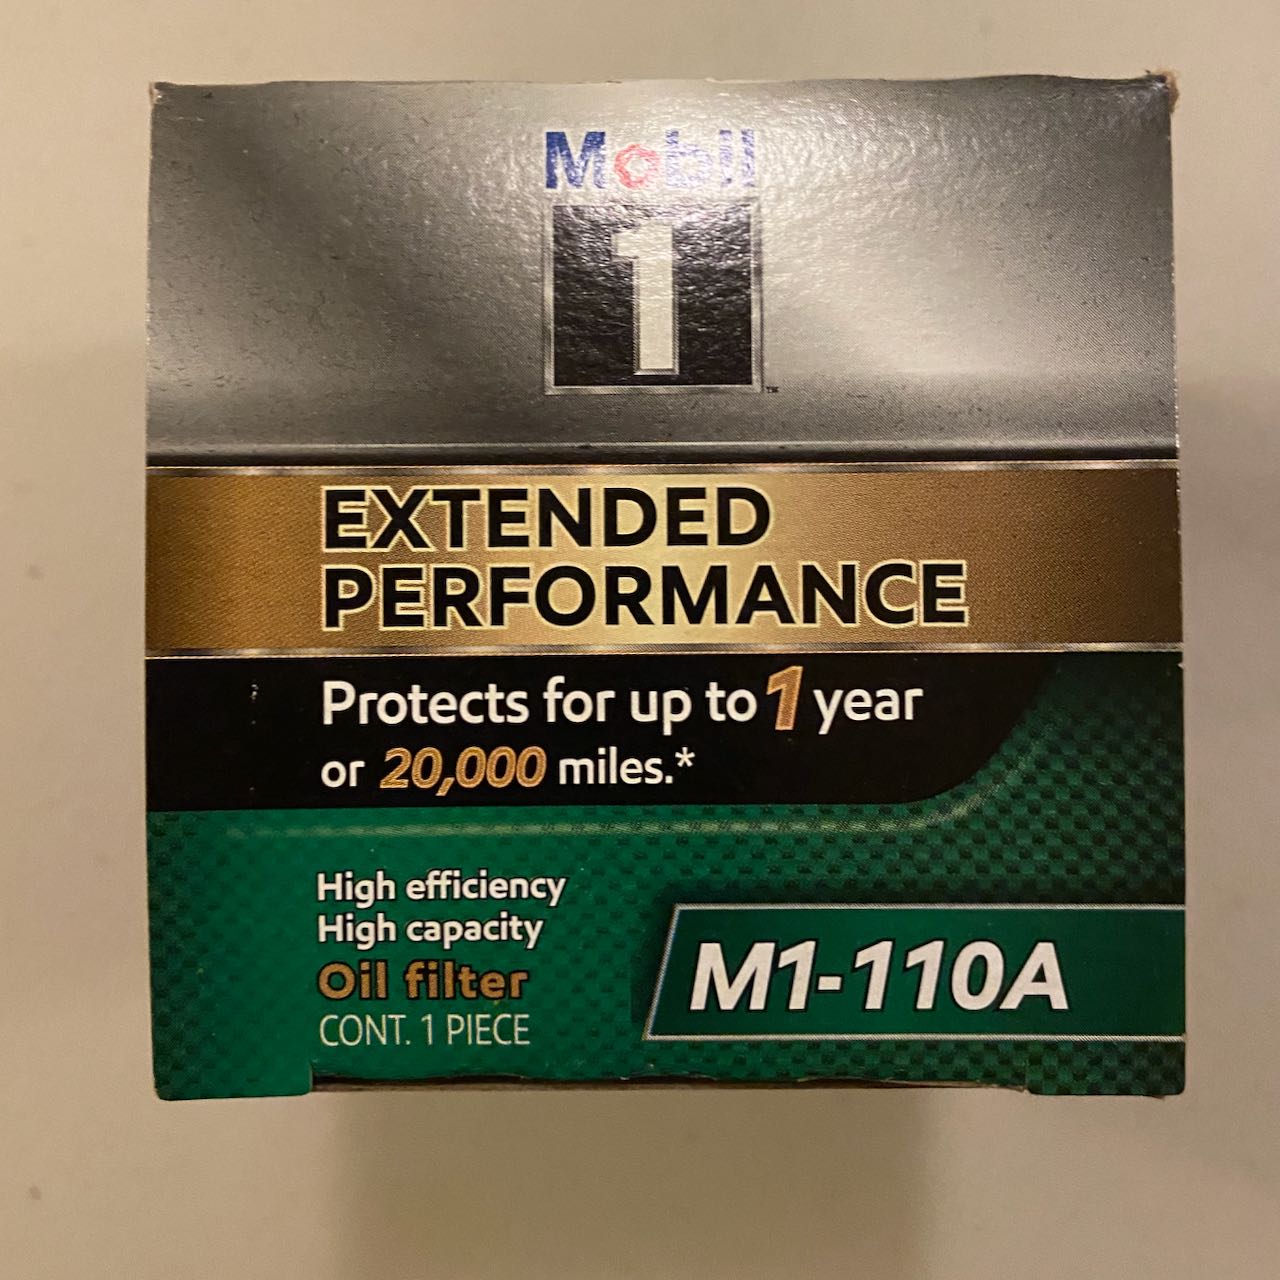 Mobil
1
™
EXTENDED
PERFORMANCE
Protects for up to 1 year
or 20,000 miles.*
High efficiency
High capacity
Oil filter
CONT. 1 PIECE
M1-110A